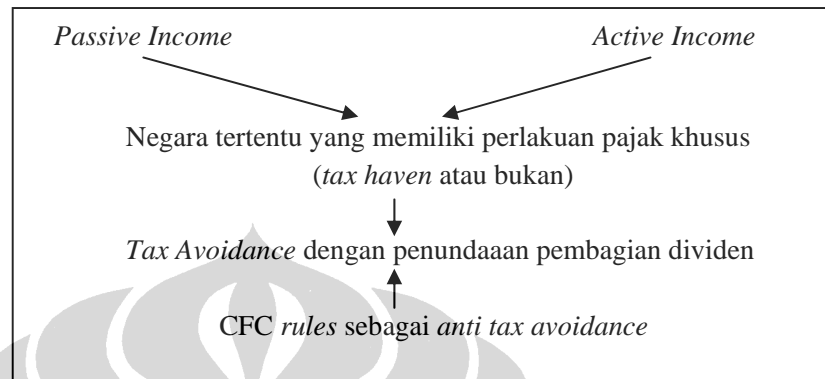 Passive Income Active Income
Negara tertentu yang memiliki perlakuan pajak khusus
(tax haven atau bukan)
Tax Avoidance dengan penundaaan pembagian dividen
CFC rules sebagai anti tax avoidance